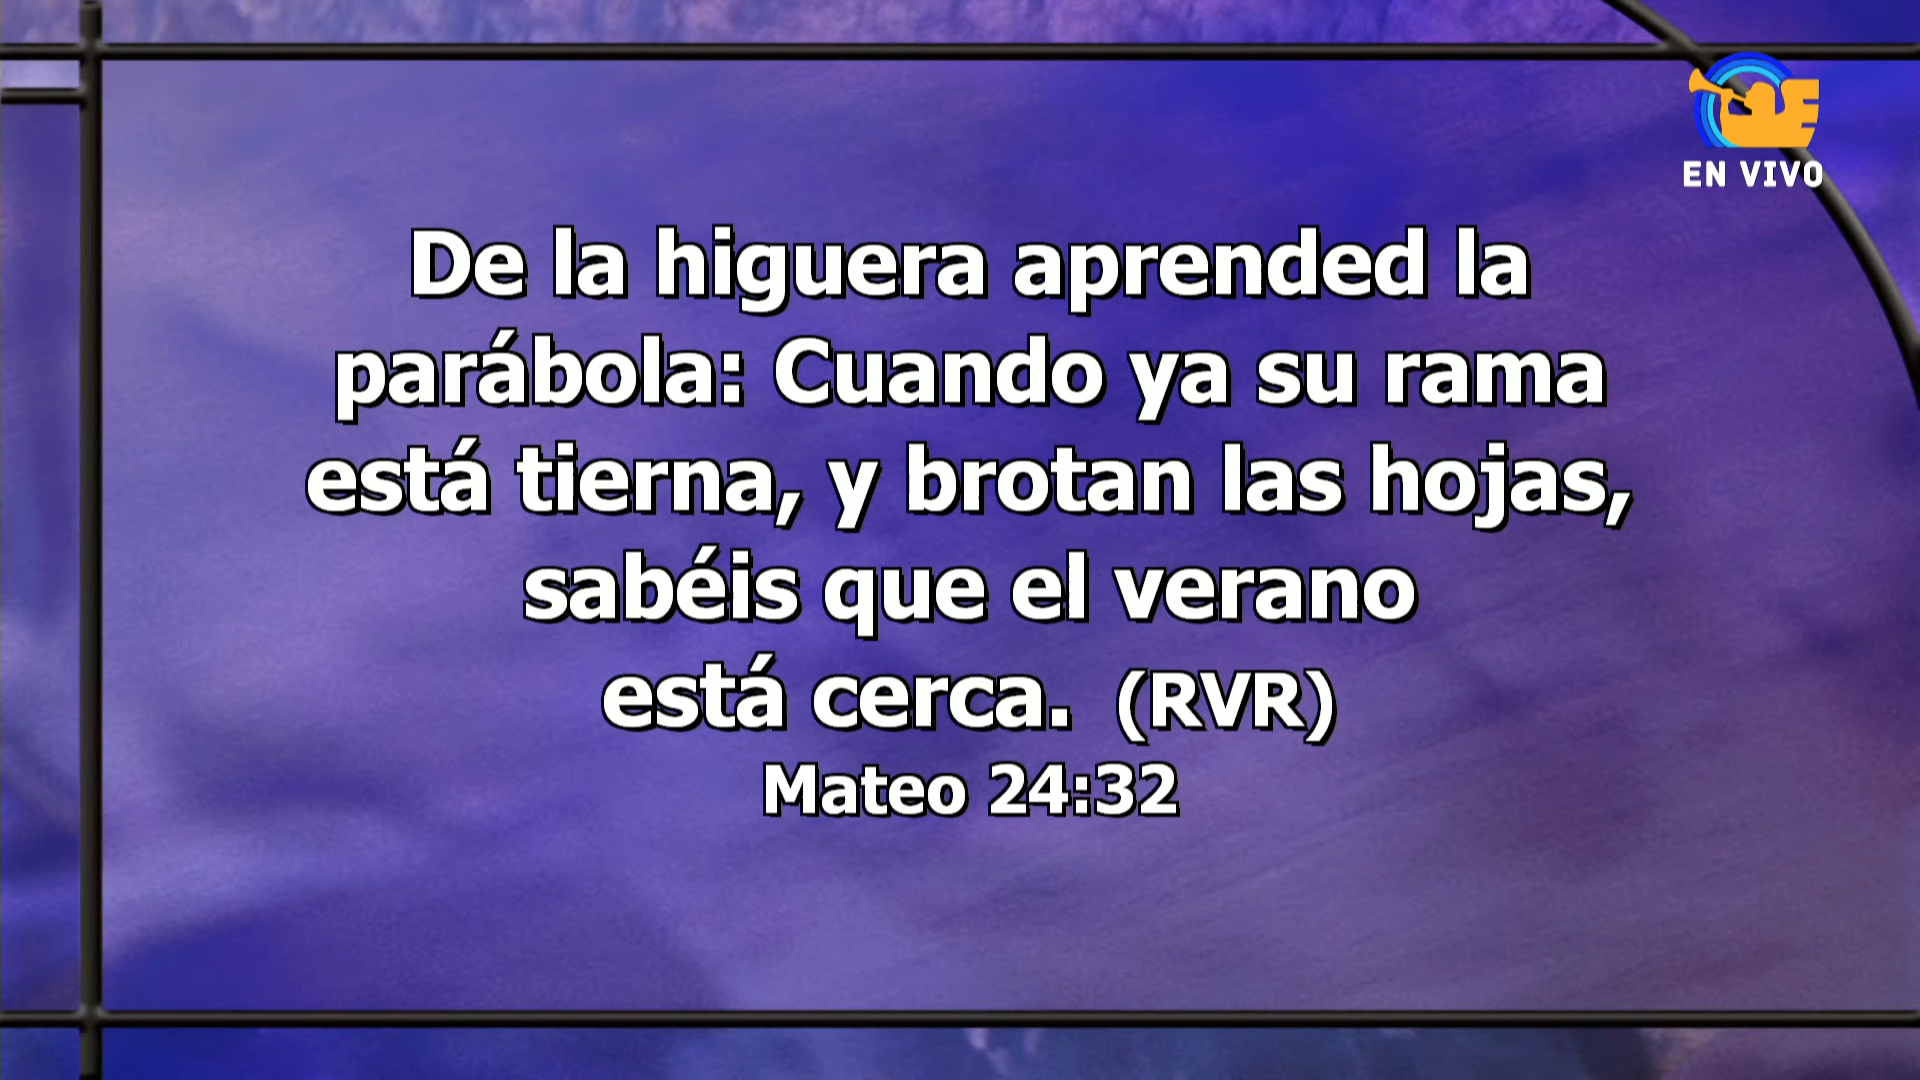 EN VIVO
De la higuera aprended la
parábola: Cuando ya su rama
está tierna, y brotan las hojas,
sabéis que el verano
está cerca. (RVR)
Mateo 24:32